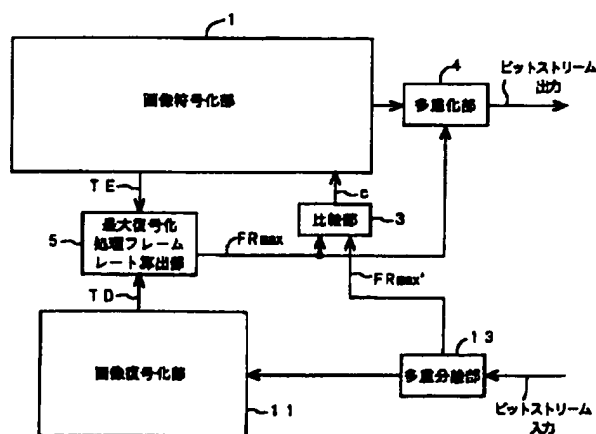 1
画像符号化部
4
多重化部
ビットストリーム
出力
TE
c
比較部
3
5
最大復号化
処理フレーム
レート算出部
FRmax
FRmax'
TD
画像復号化部
11
13
多重分離部
ビットストリーム
入力